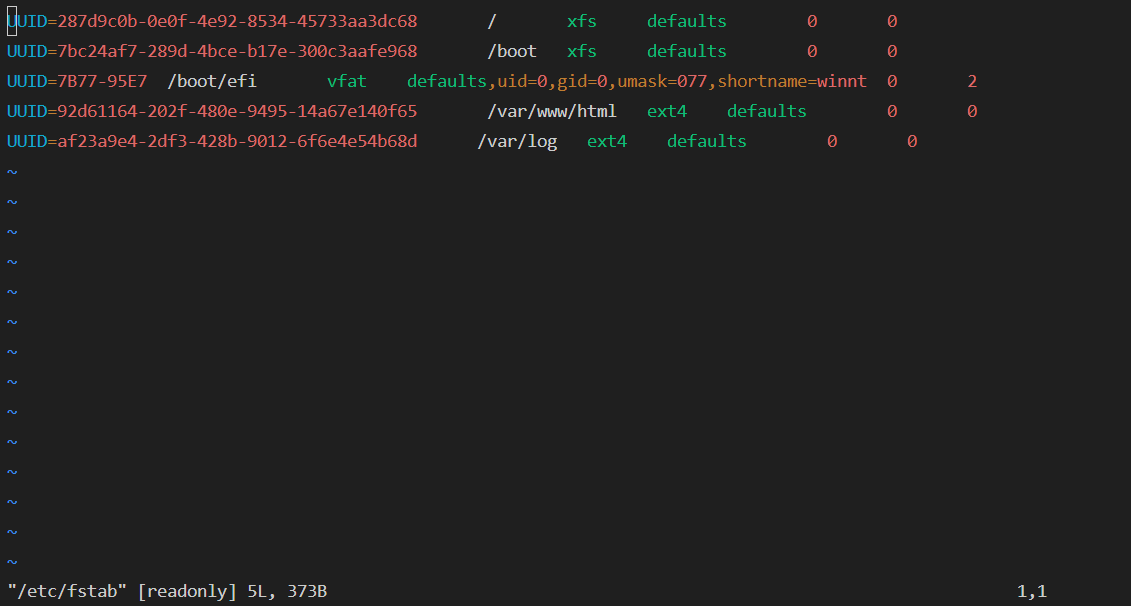 UUID=287d9c0b-0e0f-4e92-8534-45733aa3dc68 / xfs defaults 0 0
UUID=7bc24af7-289d-4bce-b17e-300c3aafe968 /boot xfs defaults 0 0
UUID=7B77-95E7 /boot/efi vfat defaults,uid=0,gid=0,umask=077,shortname=winnt 0 2
UUID=92d61164-202f-480e-9495-14a67e140f65 /var/www/html ext4 defaults 0 0
UUID=af23a9e4-2df3-428b-9012-6f6e4e54b68d /var/log ext4 defaults 0 0
~
~
~
~
~
~
~
~
~
~
~
~
~
~
"/etc/fstab" [readonly] 5L, 373B 1,1